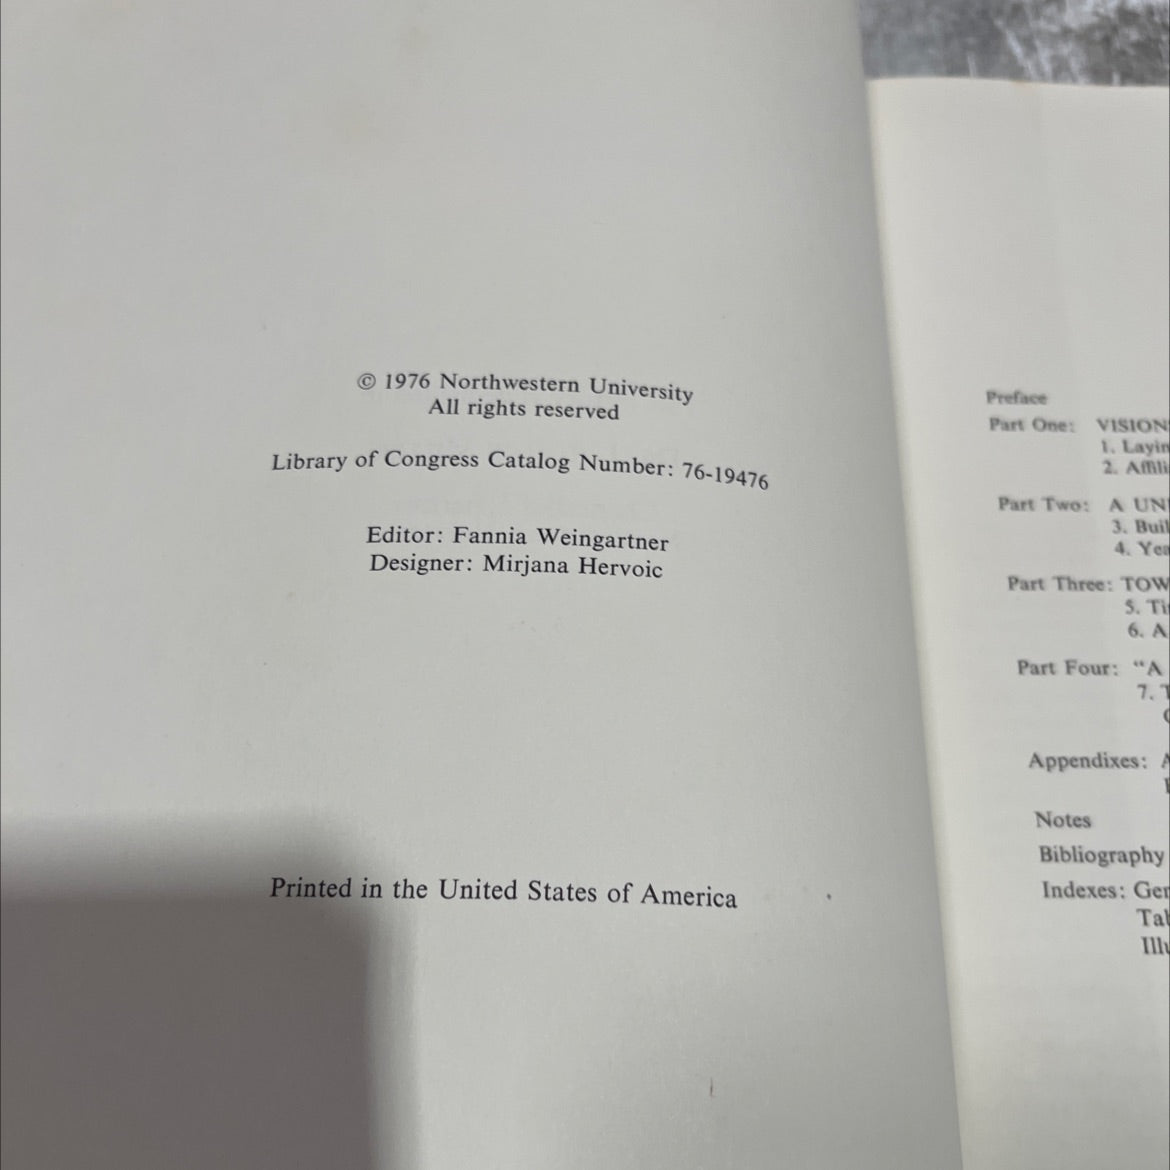 © 1976 Northwestern University
All rights reserved
Library of Congress Catalog Number: 76-19476
Editor: Fannia Weingartner
Designer: Mirjana Hervoic
Printed in the United States of America
Preface
Part One:
1.
2.
Part Two: A
3.
4.
Part Three:
5.
6. A
Part Four: "A
7.
Appendixes:
Notes
Bibliography
Indexes: